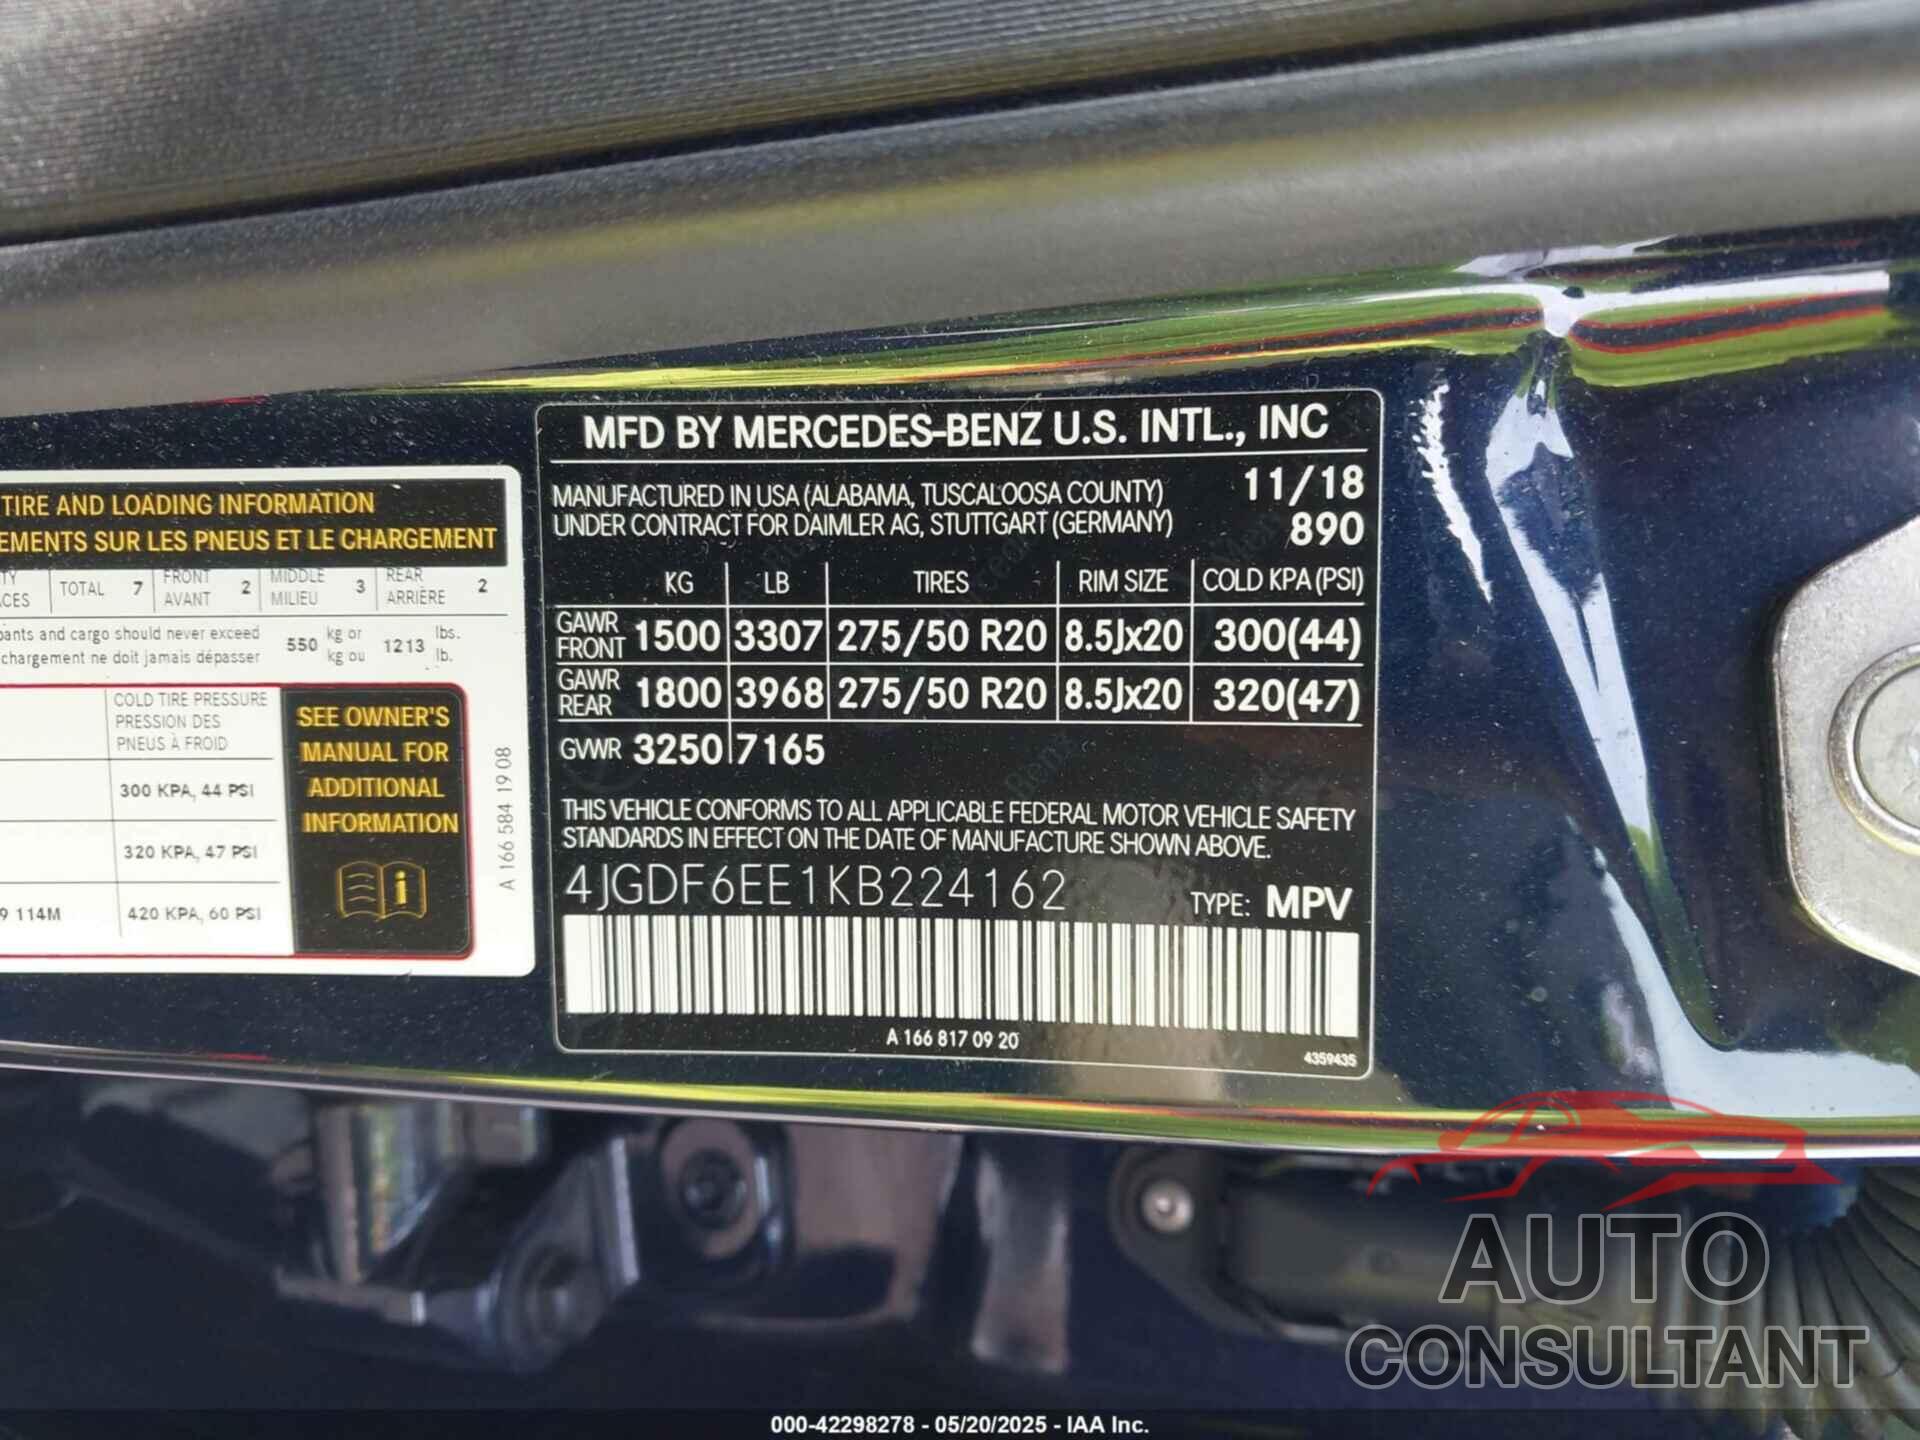 TIRE AND LOADING INFORMATION
EMENTS SUR LES PNEUS ET LE CHARGEMENT
TY
CES
TOTAL 7
FRONT
AVANT 2
MIDDLE
MILIEU 3
REAR
ARRIÈRE 2
pants and cargo should never exceed 550 kg or 1213 lbs.
chargement ne doit jamais dépasser kg ou lb.
COLD TIRE PRESSURE
PRESSION DES
PNEUS À FROID
300 KPA, 44 PSI
320 KPA, 47 PSI
9 114M 420 KPA, 60 PSI
SEE OWNER'S
MANUAL FOR
ADDITIONAL
INFORMATION
A 166 584 19 08
MFD BY MERCEDES-BENZ U.S. INTL., INC
MANUFACTURED IN USA (ALABAMA, TUSCALOOSA COUNTY) 11/18
UNDER CONTRACT FOR DAIMLER AG, STUTTGART (GERMANY) 890
KG LB TIRES RIM SIZE COLD KPA (PSI)
GAWR FRONT 1500 3307 275/50 R20 8.5Jx20 300(44)
GAWR REAR 1800 3968 275/50 R20 8.5Jx20 320(47)
GVWR 3250 7165
THIS VEHICLE CONFORMS TO ALL APPLICABLE FEDERAL MOTOR VEHICLE SAFETY
STANDARDS IN EFFECT ON THE DATE OF MANUFACTURE SHOWN ABOVE.
4JGDF6EE1KB224162 TYPE: MPV
A 166 817 09 20
4359435
AUTO
CONSULTANT
000-42298278 - 05/20/2025 - IAA Inc.